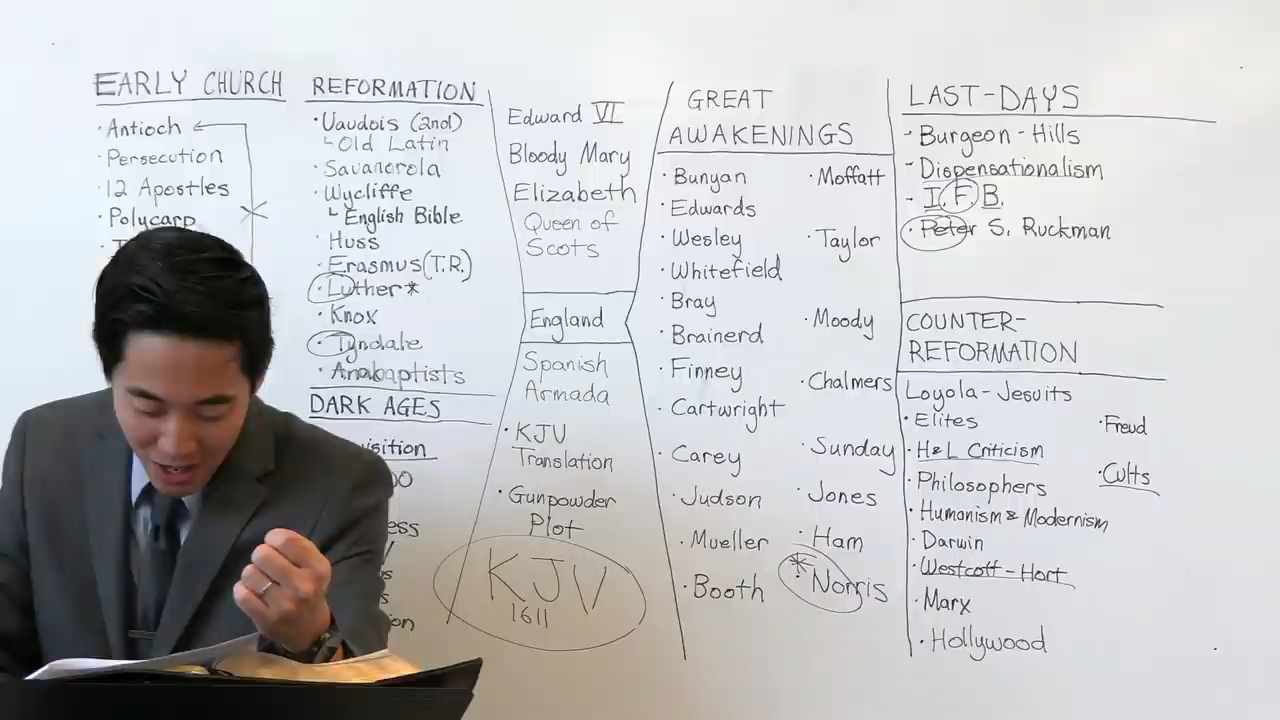 EARLY CHURCH
· Antioch
· Persecution
· 12 Apostles
· Polycarp
REFORMATION
· Vaudois (2nd)
Old Latin
· Savanorola
· Wycliffe
English Bible
· Huss
· Erasmus (T.R.)
· Luther *
· Knox
· Tyndale
· Anabaptists
DARK AGES
Edward VI
Bloody Mary
Elizabeth
Queen of
Scots
England
Spanish
Armada
· KJV
Translation
· Gunpowder
Plot
KJV
1611
GREAT
AWAKENINGS
· Bunyan
· Edwards
· Wesley
· Whitefield
· Bray
· Brainerd
· Finney
· Cartwright
· Carey
· Judson
· Mueller
· Booth
· Moffatt
· Taylor
· Moody
· Chalmers
· Sunday
· Jones
· Ham
* · Norris
LAST-DAYS
- Burgeon-Hills
- Dispensationalism
- I.F.B.
· Peter S. Ruckman
COUNTER-
REFORMATION
Loyola-Jesuits
· Elites
· H&L Criticism
· Philosophers
· Humanism & Modernism
· Darwin
· Westcott-Hort
· Marx
· Hollywood
· Freud
· Cults